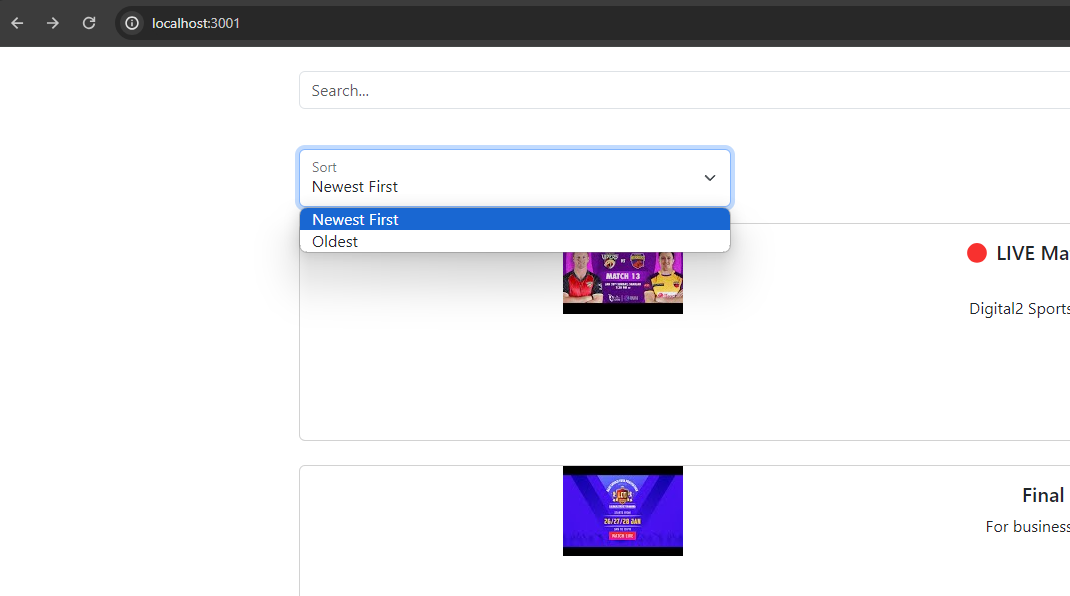 localhost:3001
Search...
Sort
Newest First
Newest First
Oldest
MATCH 13
LIVE Ma
Digital2 Sports
26/27/28 JAN
WATCH LIVE
Final
For business